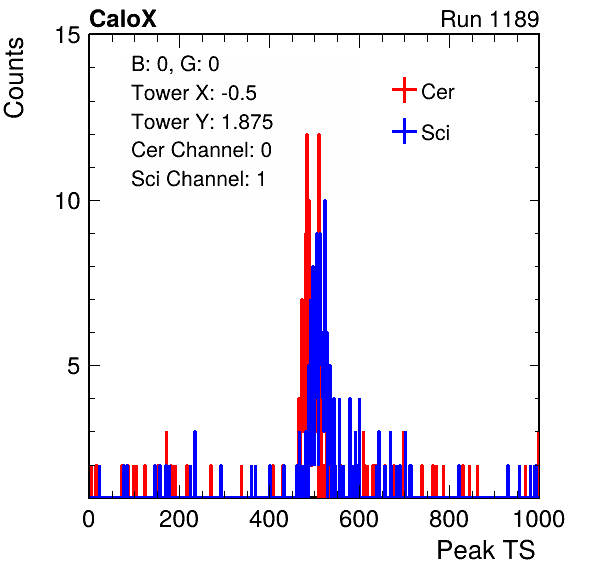 CaloX Run 1189
Counts
15
10
5
B: 0, G: 0
Tower X: -0.5
Tower Y: 1.875
Cer Channel: 0
Sci Channel: 1
Cer
Sci
0 200 400 600 800 1000
Peak TS